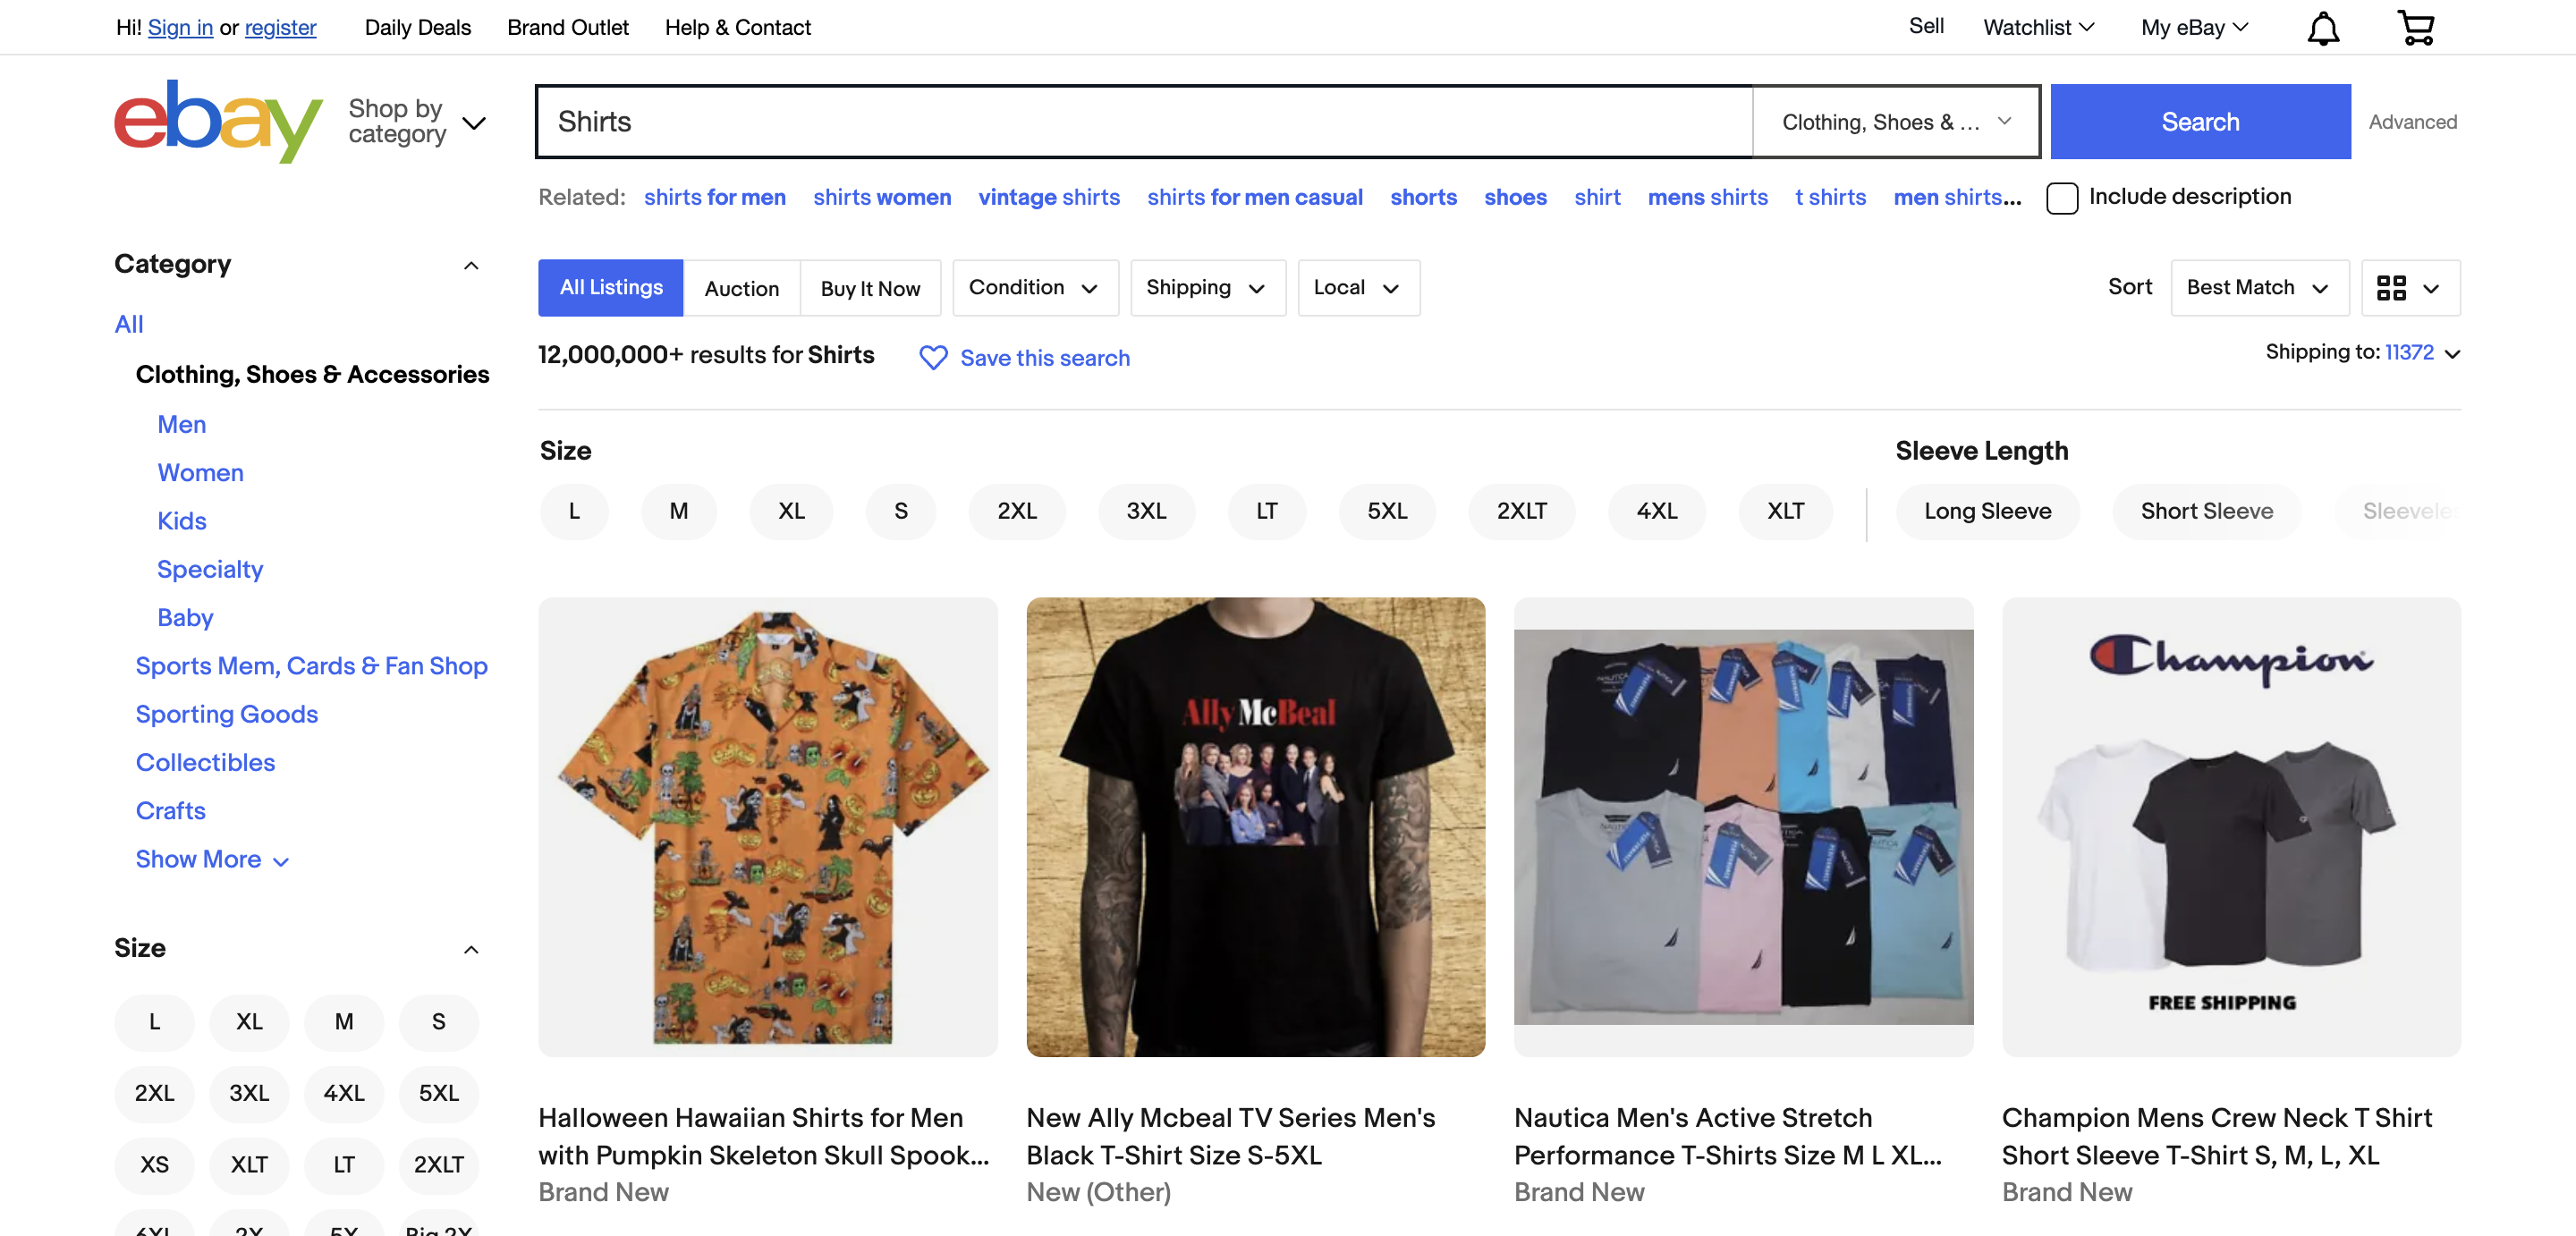 Hi! Sign in or register Daily Deals Brand Outlet Help & Contact Sell Watchlist My eBay
ebay Shop by category Shirts Clothing, Shoes & ... Search Advanced
Related: shirts for men shirts women vintage shirts shirts for men casual shorts shoes shirt mens shirts t shirts men shirts... Include description
Category
All
Clothing, Shoes & Accessories
Men
Women
Kids
Specialty
Baby
Sports Mem, Cards & Fan Shop
Sporting Goods
Collectibles
Crafts
Show More
Size
L XL M S
2XL 3XL 4XL 5XL
XS XLT LT 2XLT
6XL 2X 5X Big 2X
All Listings Auction Buy It Now Condition Shipping Local Sort Best Match
12,000,000+ results for Shirts Save this search Shipping to: 11372
Size
L M XL S 2XL 3XL LT 5XL 2XLT 4XL XLT
Sleeve Length
Long Sleeve Short Sleeve
Ally McBeal
Champion
FREE SHIPPING
Halloween Hawaiian Shirts for Men
with Pumpkin Skeleton Skull Spook...
Brand New
New Ally Mcbeal TV Series Men's
Black T-Shirt Size S-5XL
New (Other)
Nautica Men's Active Stretch
Performance T-Shirts Size M L XL...
Brand New
Champion Mens Crew Neck T Shirt
Short Sleeve T-Shirt S, M, L, XL
Brand New